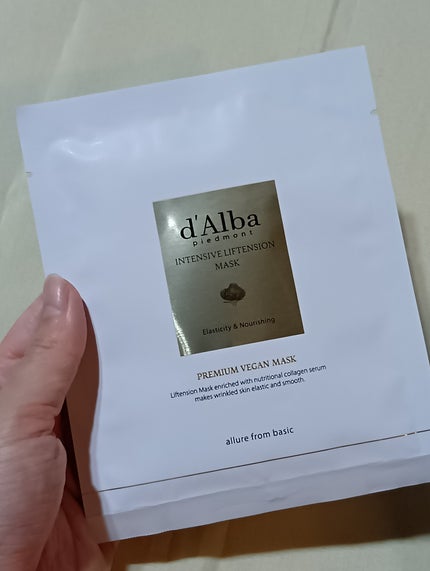 d'Alba
piedmont
INTENSIVE LIFTENSION
MASK
Elasticity & Nourishing
PREMIUM VEGAN MASK
Liftension Mask enriched with nutritional collagen serum
makes wrinkled skin elastic and smooth.
allure from basic